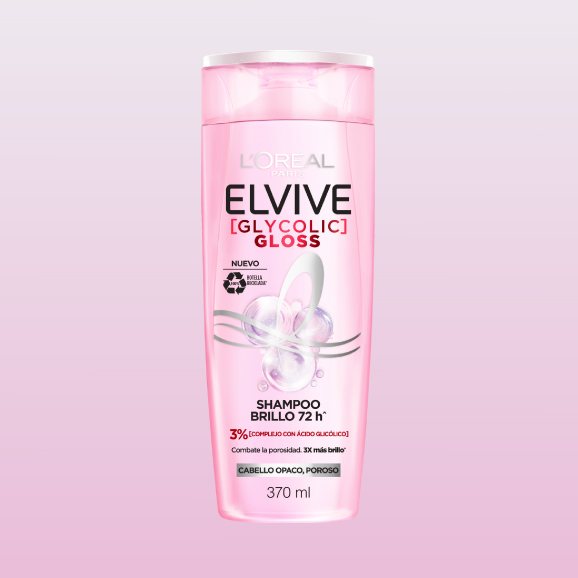 L'ORÉAL
PARIS
ELVIVE
[GLYCOLIC]
GLOSS
NUEVO
100%
BOTELLA
RECICLADA*
SHAMPOO
BRILLO 72 h^
3% [COMPLEJO CON ÁCIDO GLICÓLICO]
Combate la porosidad. 3X más brillo*
CABELLO OPACO, POROSO
370 ml